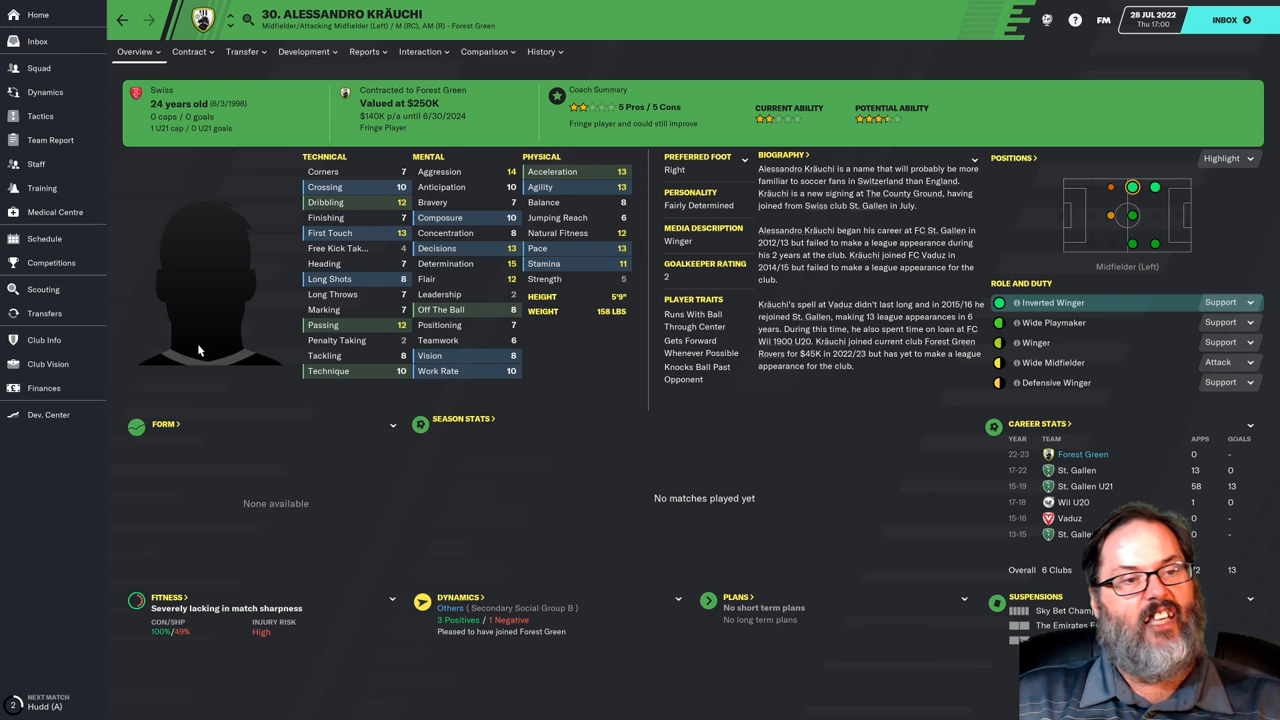 Home
Inbox
Squad
Dynamics
Tactics
Team Report
Staff
Training
Medical Centre
Schedule
Competitions
Scouting
Transfers
Club Info
Club Vision
Finances
Dev. Center
NEXT MATCH
2
Hudd (A)
30. ALESSANDRO KRÄUCHI
Midfielder/Attacking Midfielder (Left) / M (RC), AM (R) - Forest Green
?
FM
28 JUL 2022
Thu 17:00
INBOX
Overview
Contract
Transfer
Development
Reports
Interaction
Comparison
History
Swiss
24 years old (6/3/1998)
0 caps / 0 goals
1 U21 cap / 0 U21 goals
Contracted to Forest Green
Valued at $250K
$140K p/a until 6/30/2024
Fringe Player
Coach Summary
5 Pros / 5 Cons
Fringe player and could still improve
CURRENT ABILITY
POTENTIAL ABILITY
TECHNICAL
Corners 7
Crossing 10
Dribbling 12
Finishing 7
First Touch 13
Free Kick Tak... 4
Heading 7
Long Shots 8
Long Throws 7
Marking 7
Passing 12
Penalty Taking 2
Tackling 8
Technique 10
MENTAL
Aggression 14
Anticipation 10
Bravery 7
Composure 10
Concentration 8
Decisions 13
Determination 15
Flair 12
Leadership 2
Off The Ball 8
Positioning 7
Teamwork 6
Vision 8
Work Rate 10
PHYSICAL
Acceleration 13
Agility 13
Balance 8
Jumping Reach 6
Natural Fitness 12
Pace 13
Stamina 11
Strength 5
HEIGHT 5'9"
WEIGHT 158 LBS
PREFERRED FOOT
Right
PERSONALITY
Fairly Determined
MEDIA DESCRIPTION
Winger
GOALKEEPER RATING
2
PLAYER TRAITS
Runs With Ball
Through Center
Gets Forward
Whenever Possible
Knocks Ball Past
Opponent
BIOGRAPHY
Alessandro Kräuchi is a name that will probably be more
familiar to soccer fans in Switzerland than England.
Kräuchi is a new signing at The County Ground, having
joined from Swiss club St. Gallen in July.
Alessandro Kräuchi began his career at FC St. Gallen in
2012/13 but failed to make a league appearance during
his 2 years at the club. Kräuchi joined FC Vaduz in
2014/15 but failed to make a league appearance for the
club.
Kräuchi's spell at Vaduz didn't last long and in 2015/16 he
rejoined St. Gallen, making 13 league appearances in 6
years. During this time, he also spent time on loan at FC
Wil 1900 U20. Kräuchi joined current club Forest Green
Rovers for $45K in 2022/23 but has yet to make a league
appearance for the club.
POSITIONS
Highlight
Midfielder (Left)
ROLE AND DUTY
Inverted Winger Support
Wide Playmaker Support
Winger Support
Wide Midfielder Attack
Defensive Winger Support
FORM
None available
SEASON STATS
No matches played yet
CAREER STATS
YEAR TEAM APPS GOALS
22-23 Forest Green 0 -
17-22 St. Gallen 13 0
15-19 St. Gallen U21 58 13
17-18 Wil U20 1 0
15-16 Vaduz 0 -
13-15 St. Galle 0 -
Overall 6 Clubs 13
FITNESS
Severely lacking in match sharpness
CON/SHP
100%/49%
INJURY RISK
High
DYNAMICS
Others ( Secondary Social Group B )
3 Positives / 1 Negative
Pleased to have joined Forest Green
PLANS
No short term plans
No long term plans
SUSPENSIONS
Sky Bet Champ
The Emirates